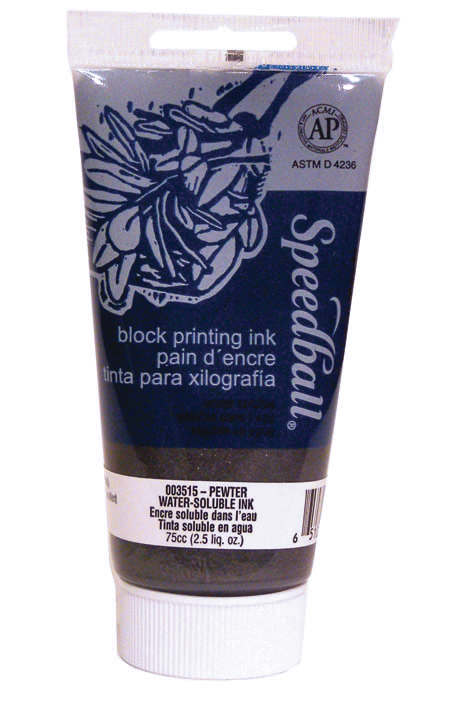 ACMI
AP
ASTM D 4236
Speedball®
block printing ink
pain d´encre
tinta para xilografía
003515 – PEWTER
WATER-SOLUBLE INK
Encre soluble dans l'eau
Tinta soluble en agua
75cc (2.5 liq. oz.)
6